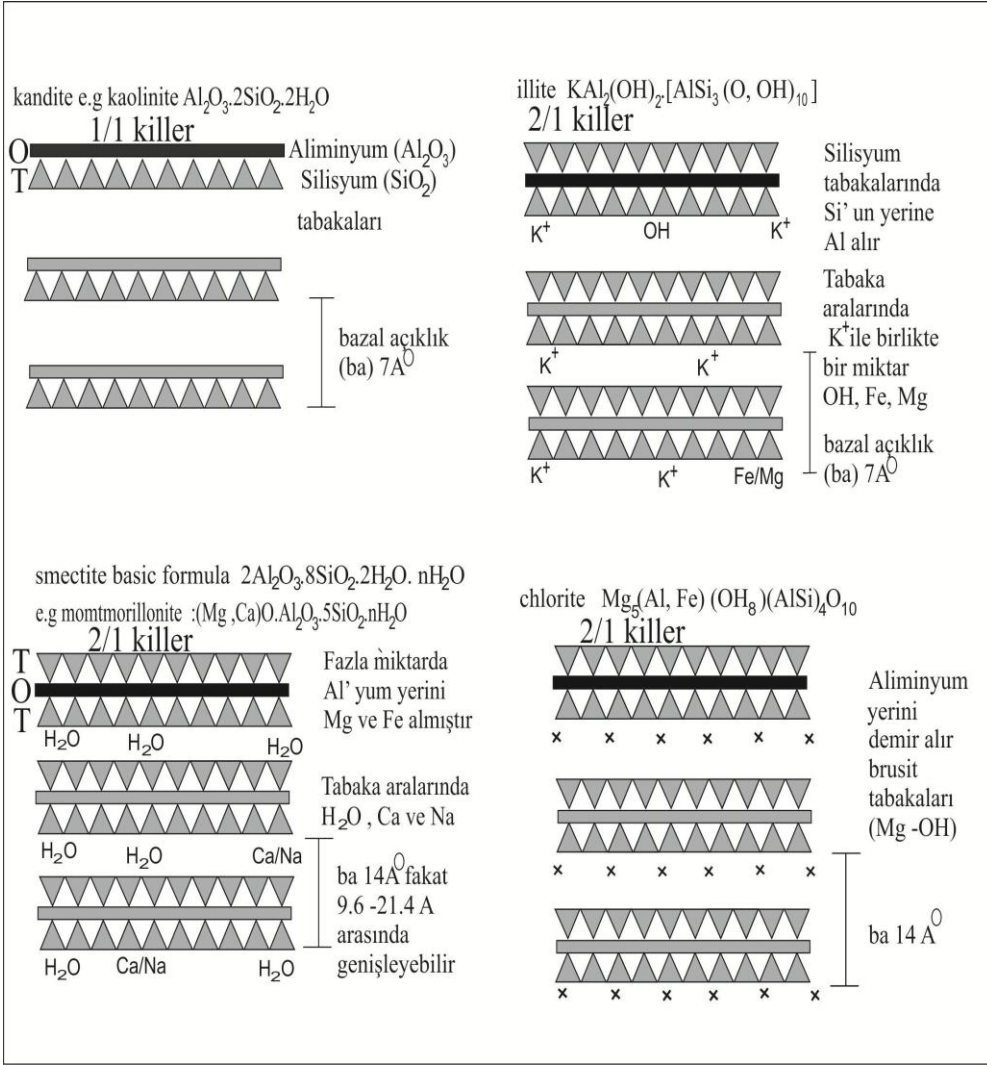 kandite e.g kaolinite Al₂O₃.2SiO₂.2H₂O
1/1 killer
O
Aliminyum (Al₂O₃)
T
Silisyum (SiO₂)
tabakaları
bazal açıklık
(ba) 7A⁰
illite KAl₂(OH)₂.[AlSi₃ (O, OH)₁₀]
2/1 killer
Silisyum
tabakalarında
Si' un yerine
Al alır
K⁺ OH K⁺
Tabaka
aralarında
K⁺ile birlikte
bir miktar
OH, Fe, Mg
K⁺ K⁺
bazal açıklık
(ba) 7A⁰
K⁺ K⁺ Fe/Mg
smectite basic formula 2Al₂O₃.8SiO₂.2H₂O. nH₂O
e.g momtmorillonite :(Mg ,Ca)O.Al₂O₃.5SiO₂.nH₂O
2/1 killer
T
O
T
Fazla miktarda
Al' yum yerini
Mg ve Fe almıştır
H₂O H₂O H₂O
Tabaka aralarında
H₂O , Ca ve Na
H₂O H₂O Ca/Na
ba 14A⁰ fakat
9.6 -21.4 A
arasında
genişleyebilir
H₂O Ca/Na H₂O
chlorite Mg₅(Al, Fe) (OH₈)(AlSi)₄O₁₀
2/1 killer
Aliminyum
yerini
demir alır
brusit
tabakaları
(Mg -OH)
x x x x x x
x x x x x x
ba 14 A⁰
x x x x x x